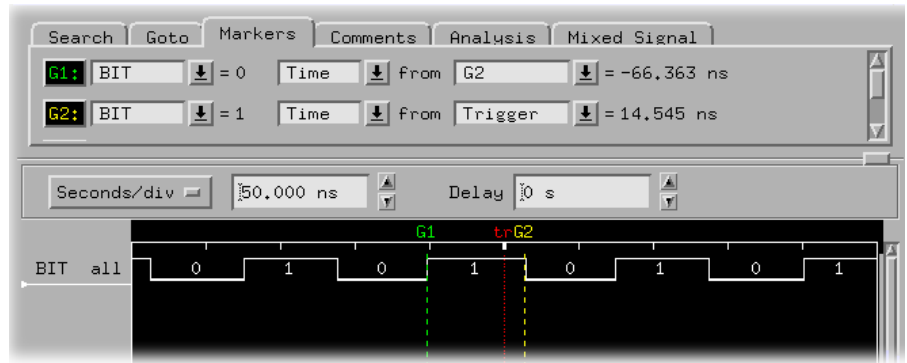 Search Goto Markers Comments Analysis Mixed Signal
G1: BIT = 0 Time from G2 = -66.363 ns
G2: BIT = 1 Time from Trigger = 14.545 ns
Seconds/div 50.000 ns Delay 0 s
G1 tr G2
BIT all 0 1 0 1 0 1 0 1